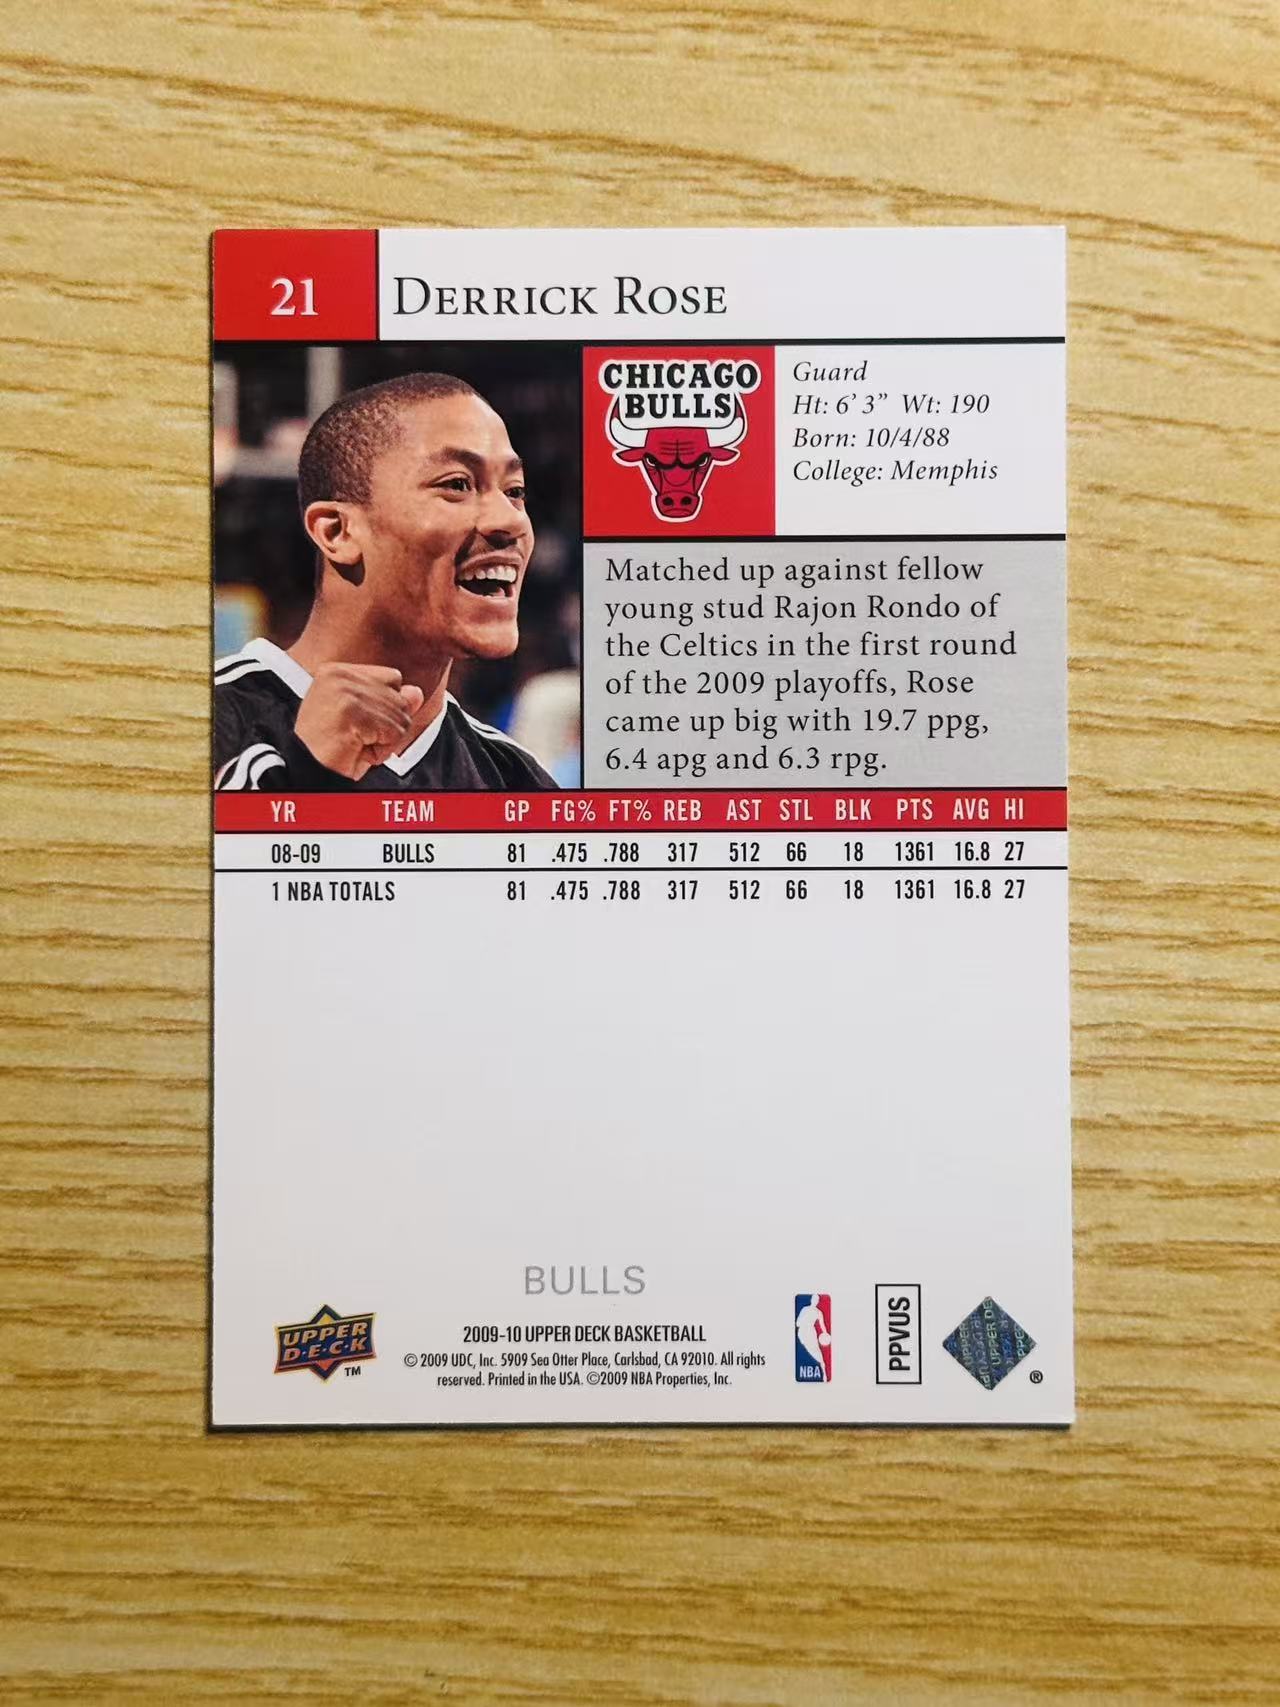 21
DERRICK ROSE
CHICAGO
BULLS
Guard
Ht: 6' 3" Wt: 190
Born: 10/4/88
College: Memphis
Matched up against fellow
young stud Rajon Rondo of
the Celtics in the first round
of the 2009 playoffs, Rose
came up big with 19.7 ppg,
6.4 apg and 6.3 rpg.
YR TEAM GP FG% FT% REB AST STL BLK PTS AVG HI
08-09 BULLS 81 .475 .788 317 512 66 18 1361 16.8 27
1 NBA TOTALS 81 .475 .788 317 512 66 18 1361 16.8 27
BULLS
UPPER
D·E·C·K
TM
2009-10 UPPER DECK BASKETBALL
© 2009 UDC, Inc. 5909 Sea Otter Place, Carlsbad, CA 92010. All rights
reserved. Printed in the USA. ©2009 NBA Properties, Inc.
NBA
PPVUS
UPPER DE
®